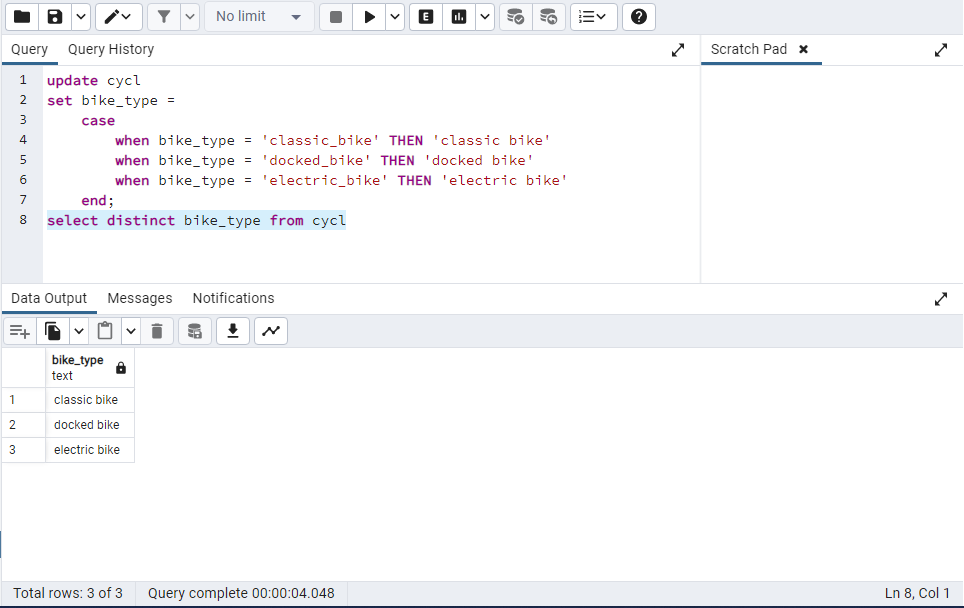 No limit
E
Query
Query History
Scratch Pad
1 update cycl
2 set bike_type =
3 case
4 when bike_type = 'classic_bike' THEN 'classic bike'
5 when bike_type = 'docked_bike' THEN 'docked bike'
6 when bike_type = 'electric_bike' THEN 'electric bike'
7 end;
8 select distinct bike_type from cycl
Data Output
Messages
Notifications
bike_type
text
1 classic bike
2 docked bike
3 electric bike
Total rows: 3 of 3
Query complete 00:00:04.048
Ln 8, Col 1